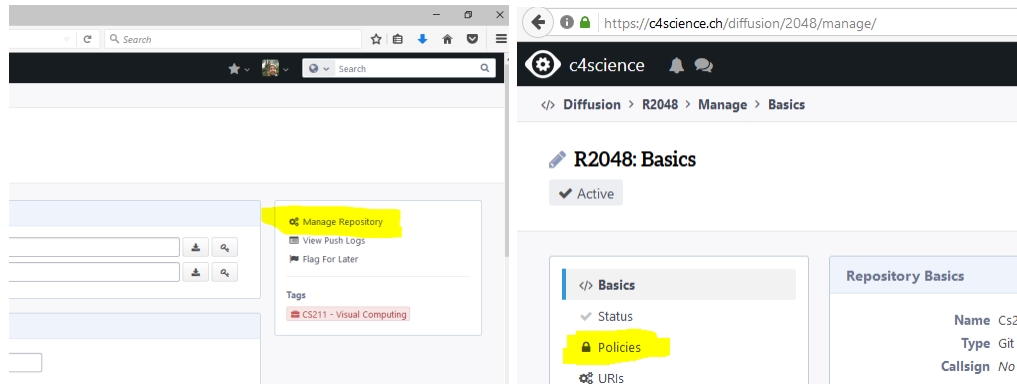 Search
Search
Manage Repository
View Push Logs
Flag For Later
Tags
CS211 - Visual Computing
https://c4science.ch/diffusion/2048/manage/
c4science
</> Diffusion > R2048 > Manage > Basics
R2048: Basics
Active
</> Basics
Status
Policies
URIs
Repository Basics
Name Cs2
Type Git
Callsign No